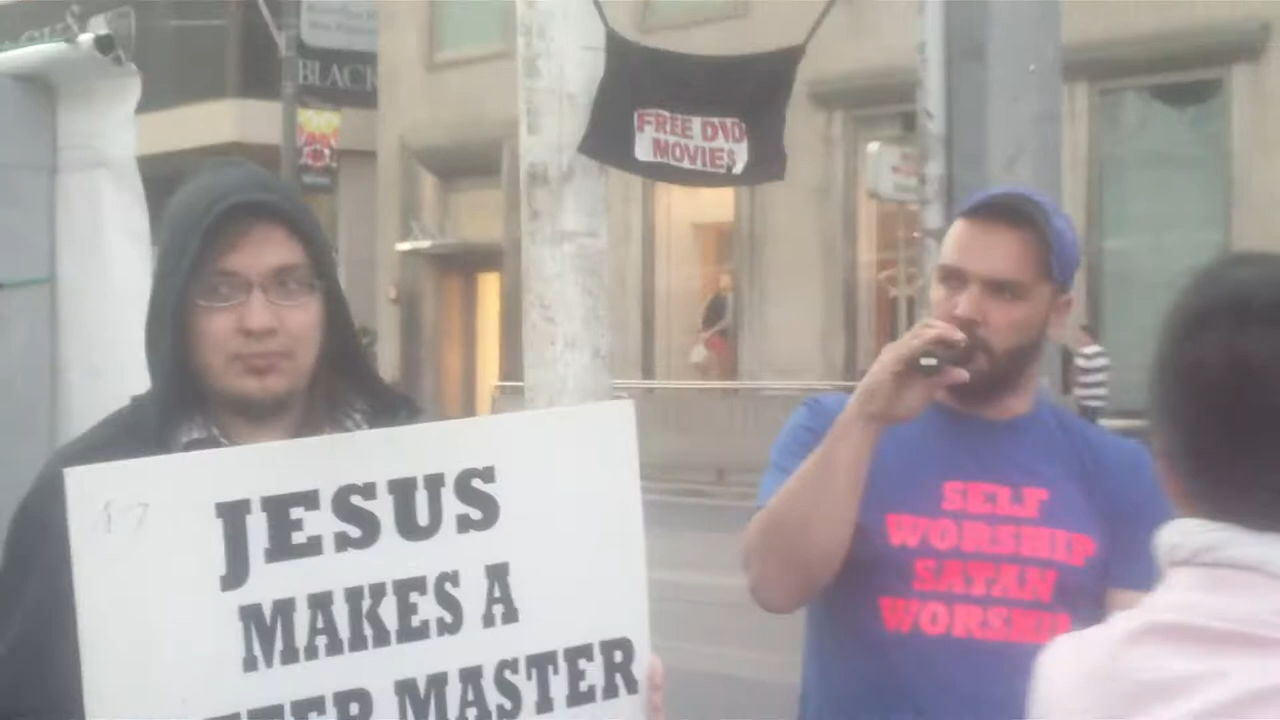 BLACK
FREE DVD
MOVIES
JESUS
MAKES A
MASTER
SELF
WORSHIP
SATAN
WORSHIP